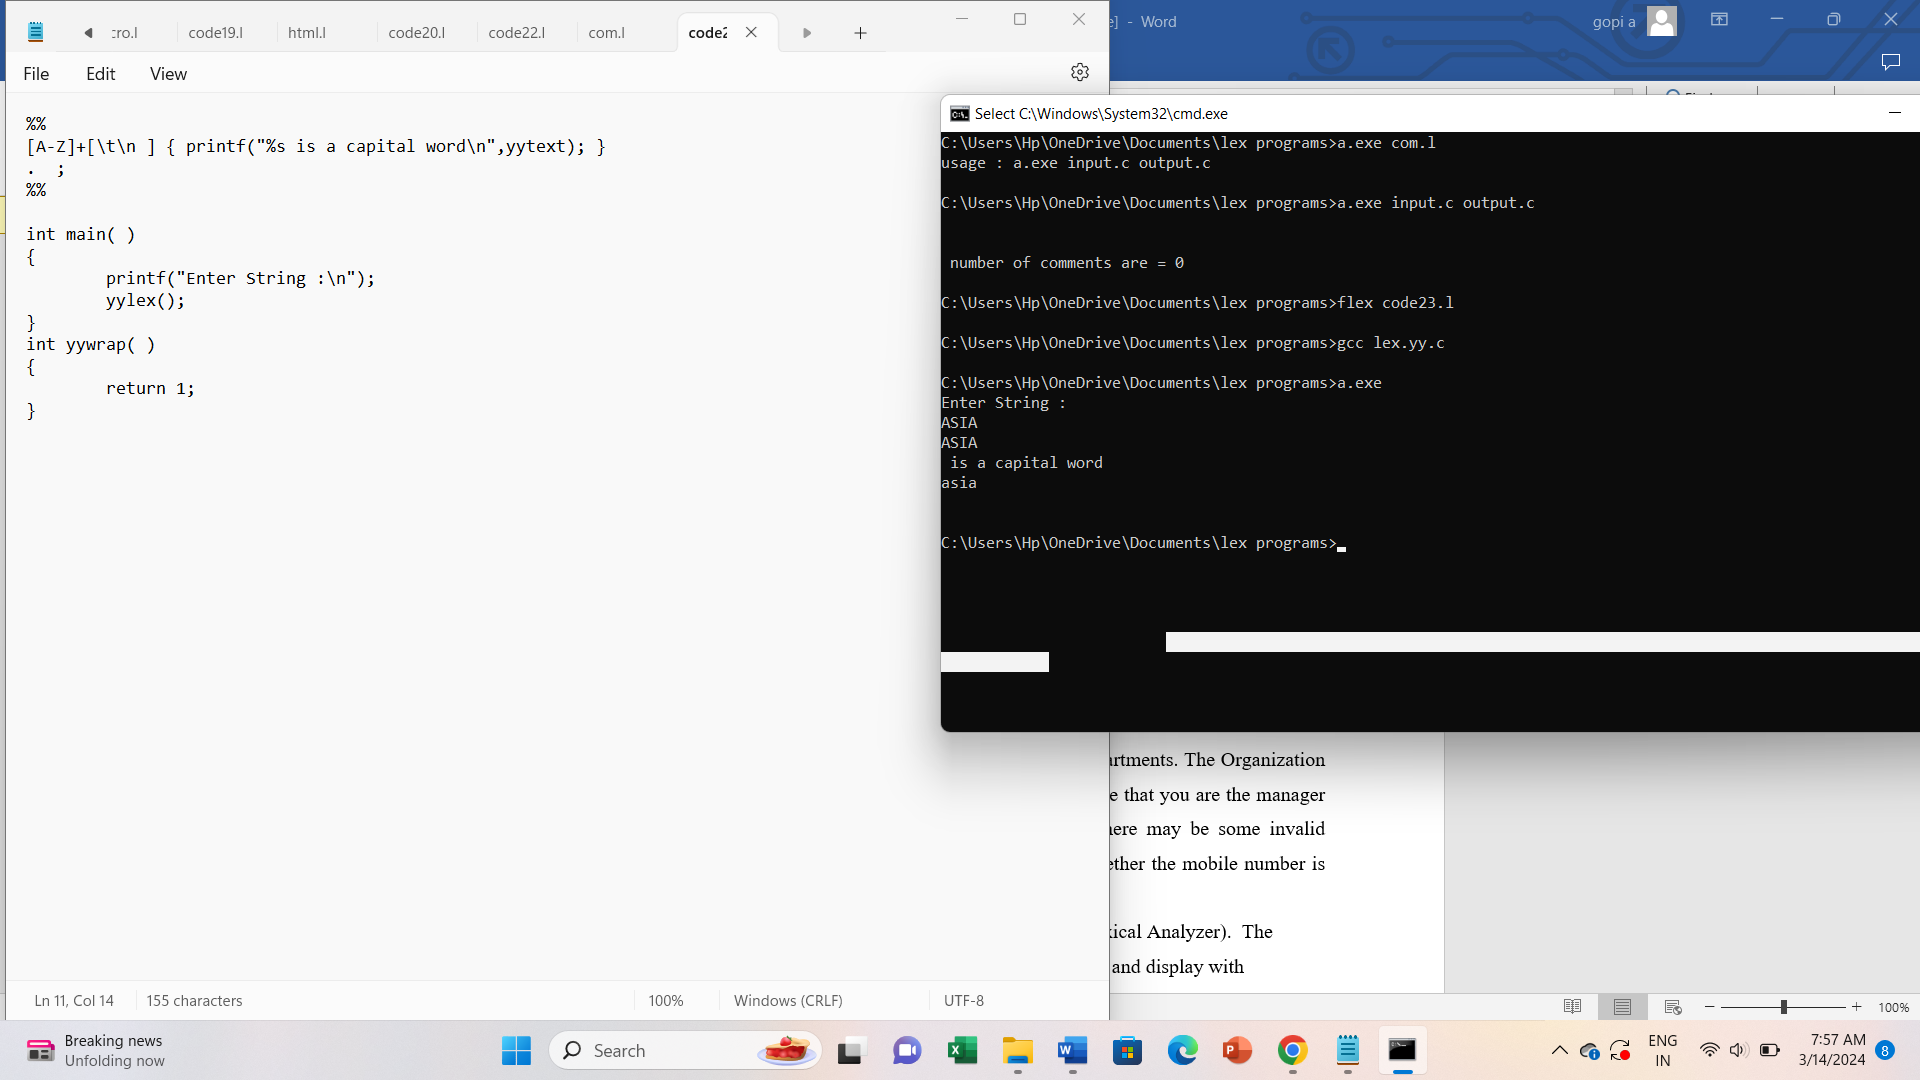 cro.l code19.l html.l code20.l code22.l com.l code2
File Edit View
%%
[A-Z]+[\t\n ] { printf("%s is a capital word\n",yytext); }
.  ;
%%
int main( )
{
printf("Enter String :\n");
yylex();
}
int yywrap( )
{
return 1;
}
Ln 11, Col 14 155 characters 100% Windows (CRLF) UTF-8
e] - Word gopi a
Select C:\Windows\System32\cmd.exe
C:\Users\Hp\OneDrive\Documents\lex programs>a.exe com.l
usage : a.exe input.c output.c
C:\Users\Hp\OneDrive\Documents\lex programs>a.exe input.c output.c
number of comments are = 0
C:\Users\Hp\OneDrive\Documents\lex programs>flex code23.l
C:\Users\Hp\OneDrive\Documents\lex programs>gcc lex.yy.c
C:\Users\Hp\OneDrive\Documents\lex programs>a.exe
Enter String :
ASIA
ASIA
is a capital word
asia
C:\Users\Hp\OneDrive\Documents\lex programs>
artments. The Organization
e that you are the manager
here may be some invalid
ether the mobile number is
xical Analyzer). The
and display with
100%
Breaking news
Unfolding now
Search
ENG
IN
7:57 AM
3/14/2024
8